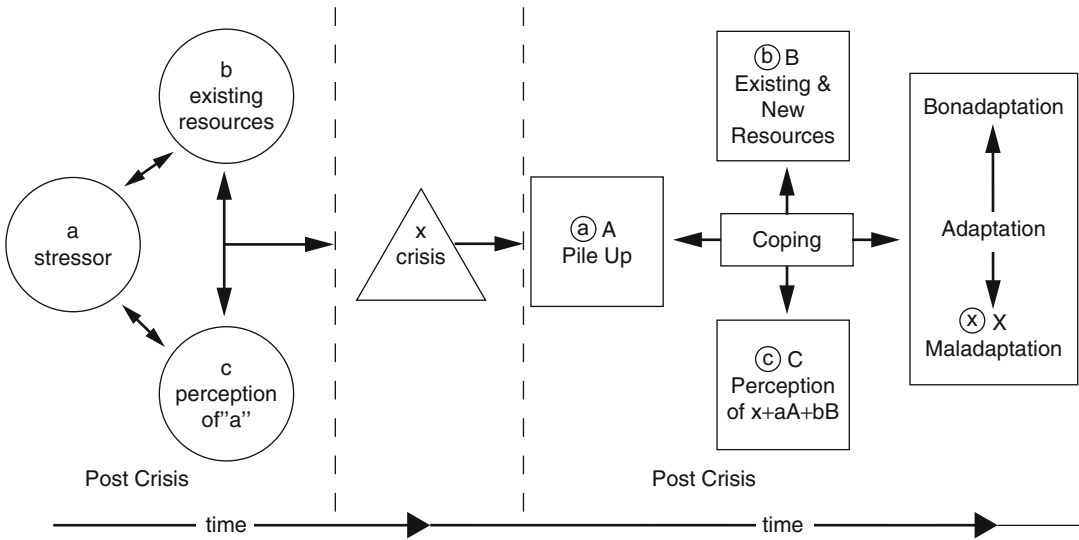 b
existing
resources
a
stressor
c
perception
of"a"
Post Crisis
x
crisis
ⓐ A
Pile Up
ⓑ B
Existing &
New
Resources
Coping
ⓒ C
Perception
of x+aA+bB
Bonadaptation
Adaptation
ⓧ X
Maladaptation
Post Crisis
time
time